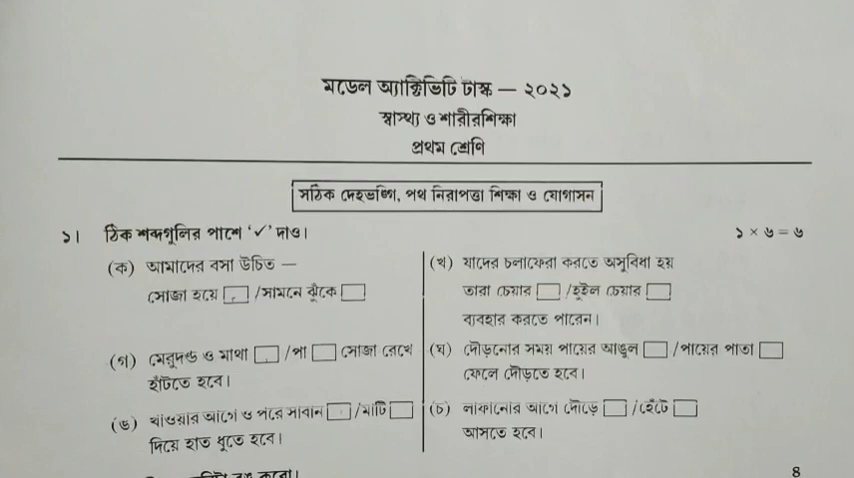 মডেল অ্যাক্টিভিটি টাস্ক — ২০২১
স্বাস্থ্য ও শারীরশিক্ষা
প্রথম শ্রেণি
সঠিক দেহভঙ্গি, পথ নিরাপত্তা শিক্ষা ও যোগাসন
১। ঠিক শব্দগুলির পাশে ‘✓’ দাও। ১ × ৬ = ৬
(ক) আমাদের বসা উচিত —
সোজা হয়ে □ /সামনে ঝুঁকে □
(খ) যাদের চলাফেরা করতে অসুবিধা হয়
তারা চেয়ার □ /হুইল চেয়ার □
ব্যবহার করতে পারেন।
(গ) মেরুদণ্ড ও মাথা □ /পা □ সোজা রেখে
হাঁটতে হবে।
(ঘ) দৌড়নোর সময় পায়ের আঙুল □ /পায়ের পাতা □
ফেলে দৌড়তে হবে।
(ঙ) খাওয়ার আগে ও পরে সাবান □ /মাটি □
দিয়ে হাত ধুতে হবে।
(চ) লাফানোর আগে দৌড়ে □ /হেঁটে □
আসতে হবে।
8